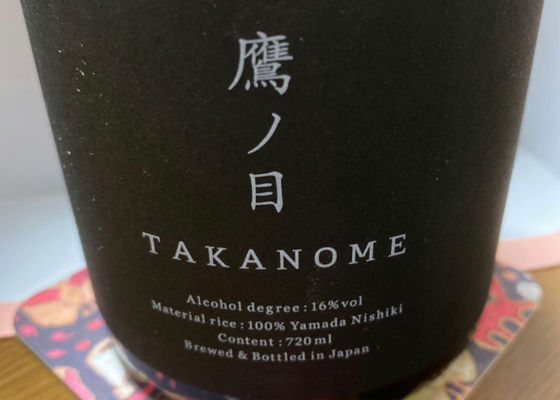 鷹ノ目
TAKANOME
Alcohol degree : 16%vol
Material rice : 100% Yamada Nishiki
Content : 720ml
Brewed & Bottled in Japan